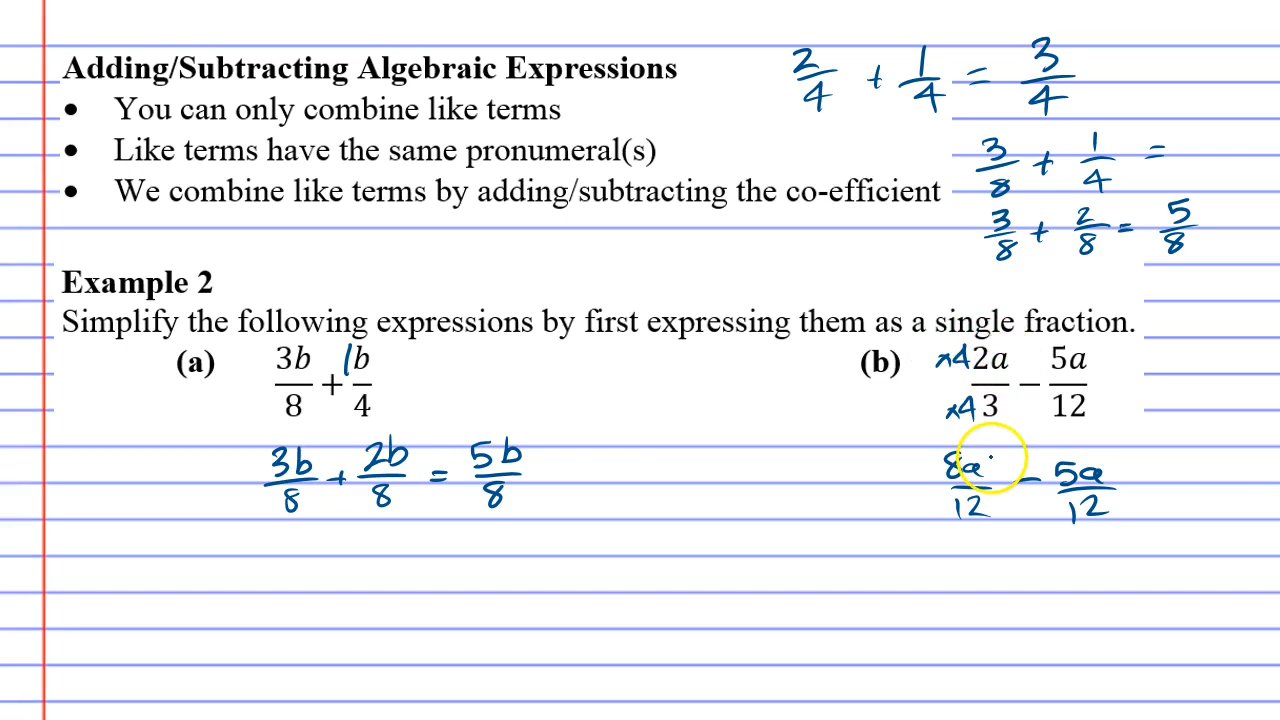 Adding/Subtracting Algebraic Expressions
2/4 + 1/4 = 3/4
• You can only combine like terms
• Like terms have the same pronumeral(s)
3/8 + 1/4 =
• We combine like terms by adding/subtracting the co-efficient
3/8 + 2/8 = 5/8
Example 2
Simplify the following expressions by first expressing them as a single fraction.
(a) 3b/8 + 1b/4
(b) ×4 2a/×4 3 − 5a/12
3b/8 + 2b/8 = 5b/8
8a/12 − 5a/12